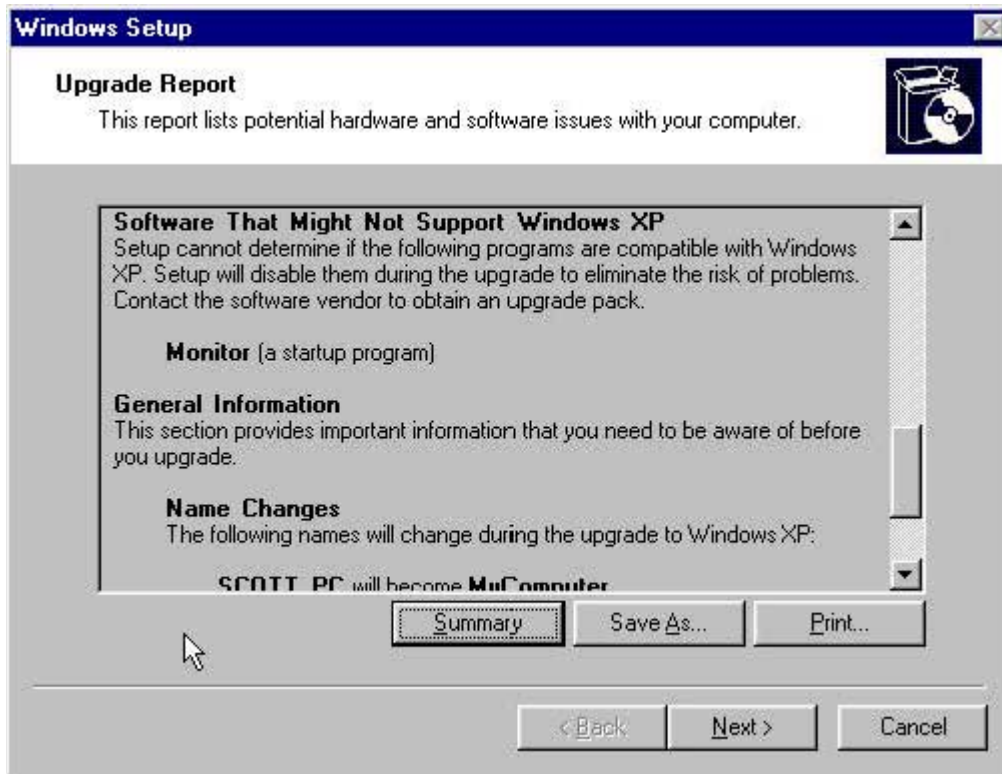 Windows Setup
Upgrade Report
This report lists potential hardware and software issues with your computer.
Software That Might Not Support Windows XP
Setup cannot determine if the following programs are compatible with Windows
XP. Setup will disable them during the upgrade to eliminate the risk of problems.
Contact the software vendor to obtain an upgrade pack.
Monitor (a startup program)
General Information
This section provides important information that you need to be aware of before
you upgrade.
Name Changes
The following names will change during the upgrade to Windows XP:
SCOTT PC will become MyComputer
Summary Save As... Print...
< Back Next > Cancel